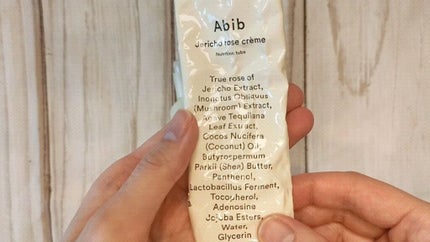 Abib
Jericho rose crème
Nutrition tube
True rose of
Jericho Extract,
Inonotus Obliquus
(Mushroom) Extract,
Agave Tequilana
Leaf Extract,
Cocos Nucifera
(Coconut) Oil,
Butyrospermum
Parkii (Shea) Butter,
Panthenol,
Lactobacillus Ferment,
Tocopherol,
Adenosine
Jojoba Esters,
Water,
Glycerin